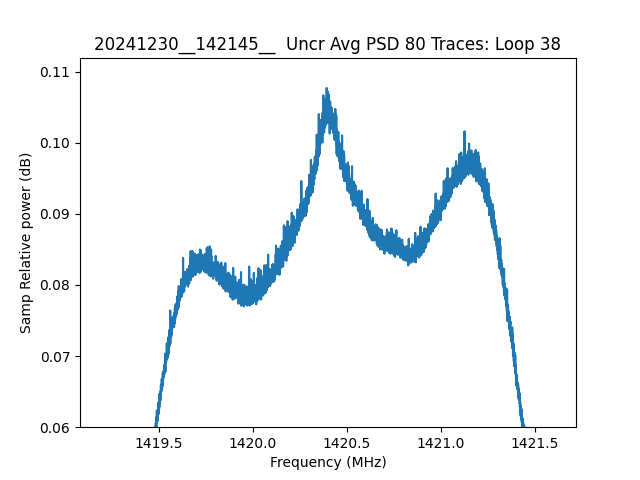 20241230__142145__  Uncr Avg PSD 80 Traces: Loop 38
0.11
0.10
0.09
0.08
0.07
0.06
Samp Relative power (dB)
1419.5 1420.0 1420.5 1421.0 1421.5
Frequency (MHz)